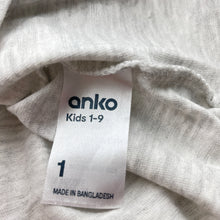 anko
Kids 1-9
1
MADE IN BANGLADESH